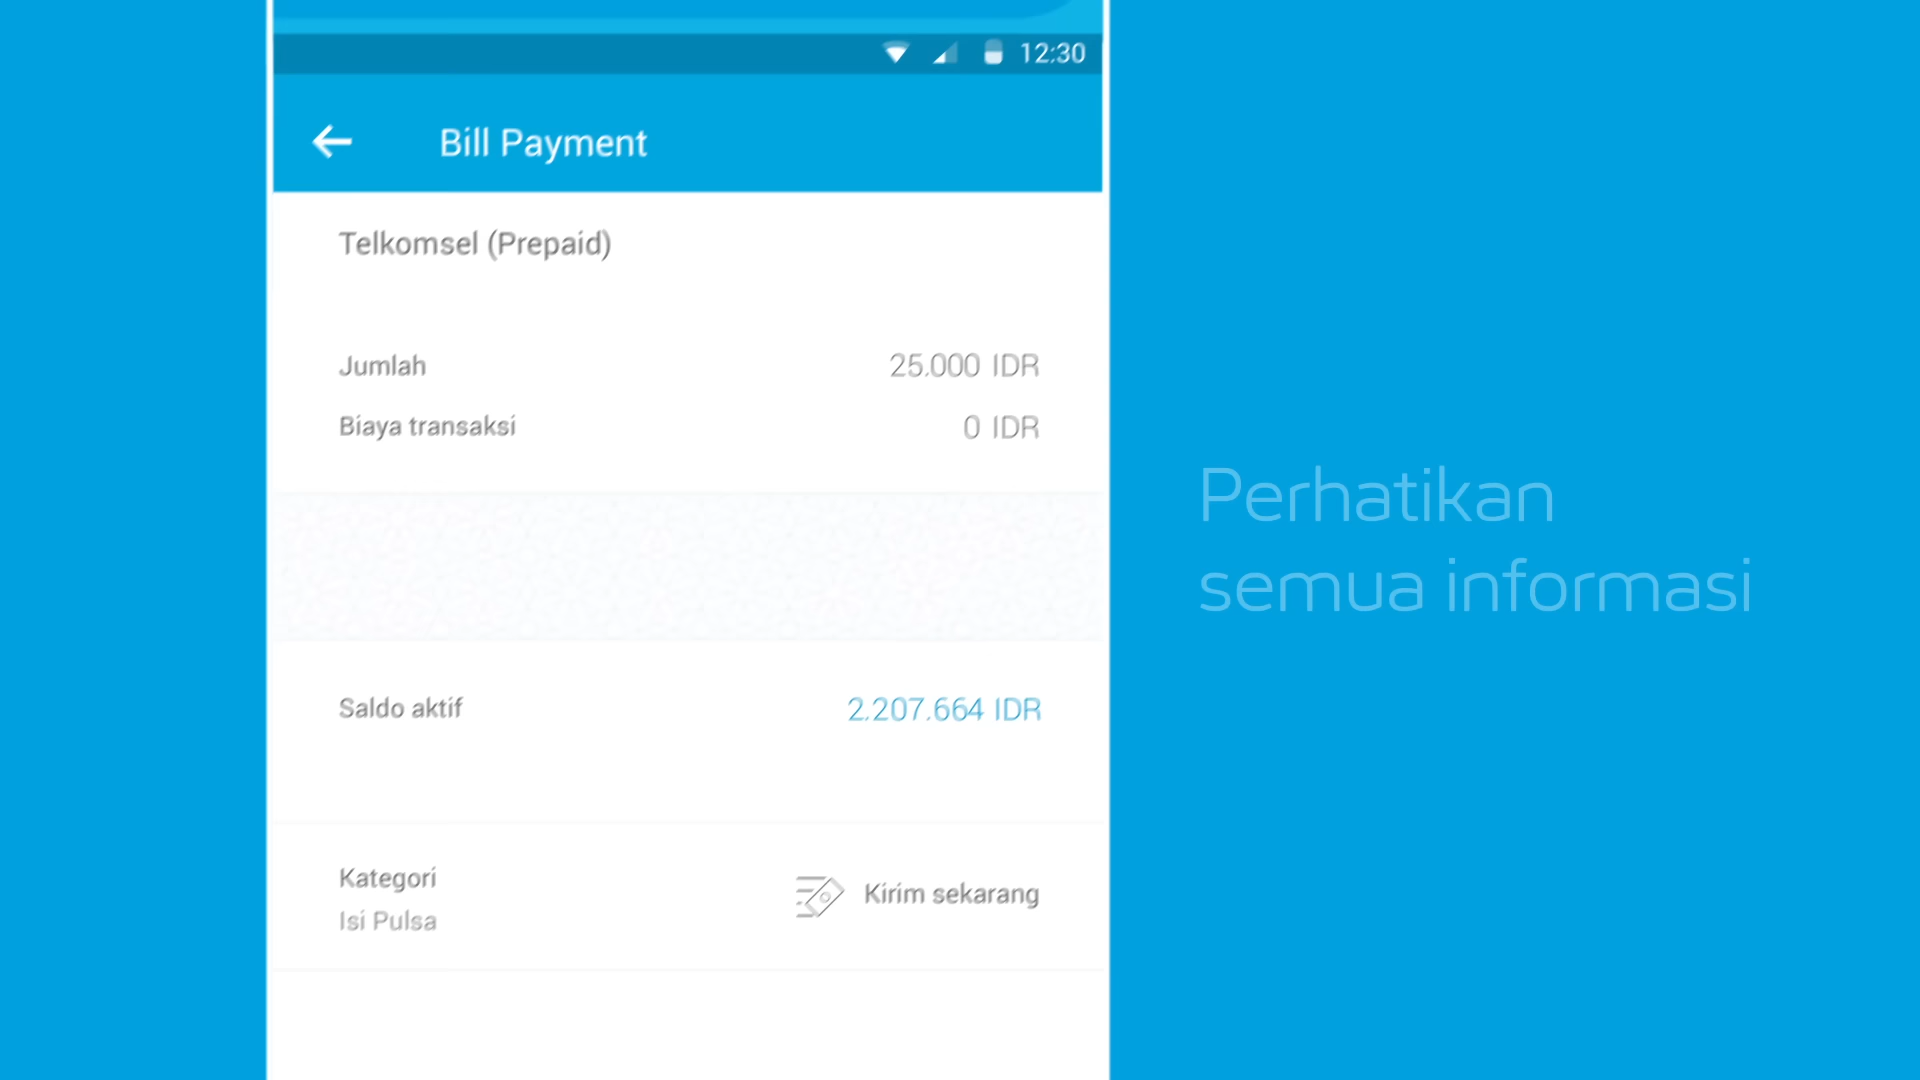 12:30
Bill Payment
Telkomsel (Prepaid)
Jumlah 25.000 IDR
Biaya transaksi 0 IDR
Saldo aktif 2.207.664 IDR
Kategori
Isi Pulsa
Kirim sekarang
Perhatikan
semua informasi